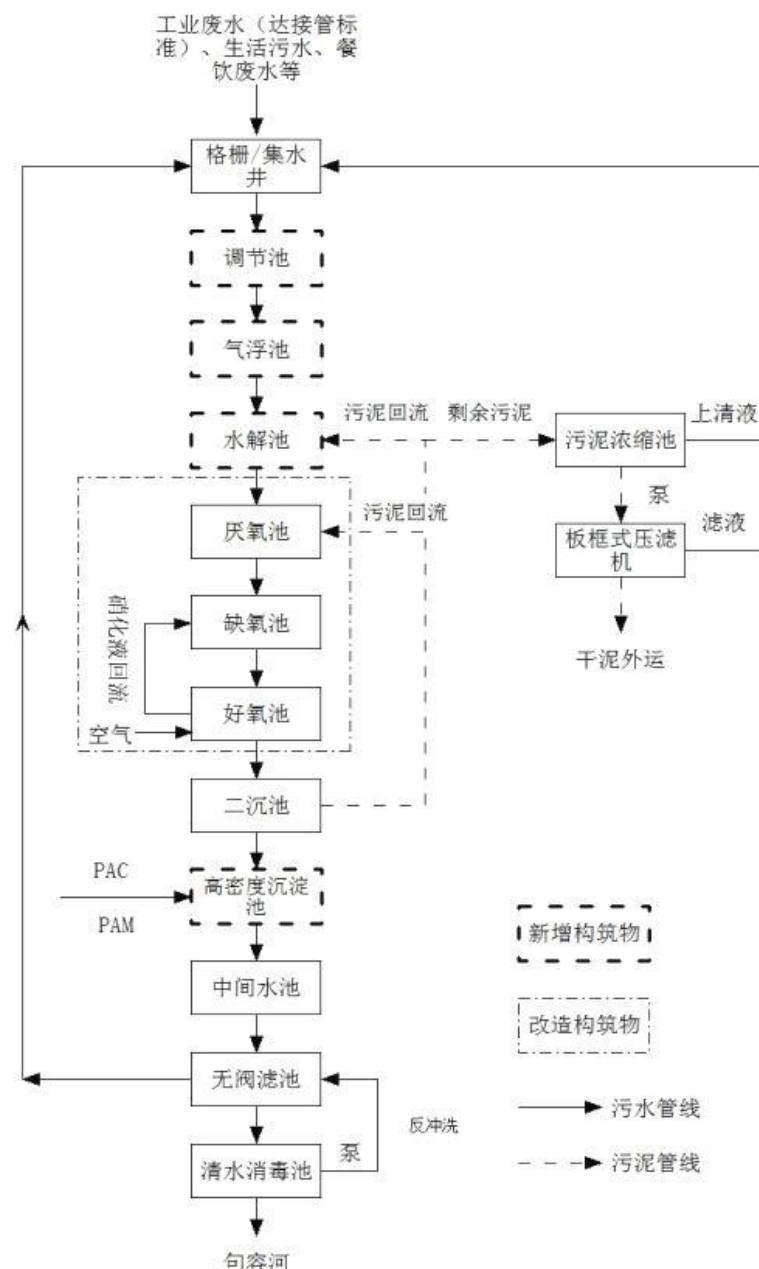 工业废水（达接管标
准）、生活污水、餐
饮废水等
格栅/集水
井
调节池
气浮池
水解池
污泥回流
剩余污泥
污泥浓缩池
上清液
泵
厌氧池
污泥回流
板框式压滤
机
滤液
干泥外运
硝化液回流
缺氧池
好氧池
空气
二沉池
PAC
PAM
高密度沉淀
池
中间水池
无阀滤池
反冲洗
泵
清水消毒池
句容河
新增构筑物
改造构筑物
污水管线
污泥管线